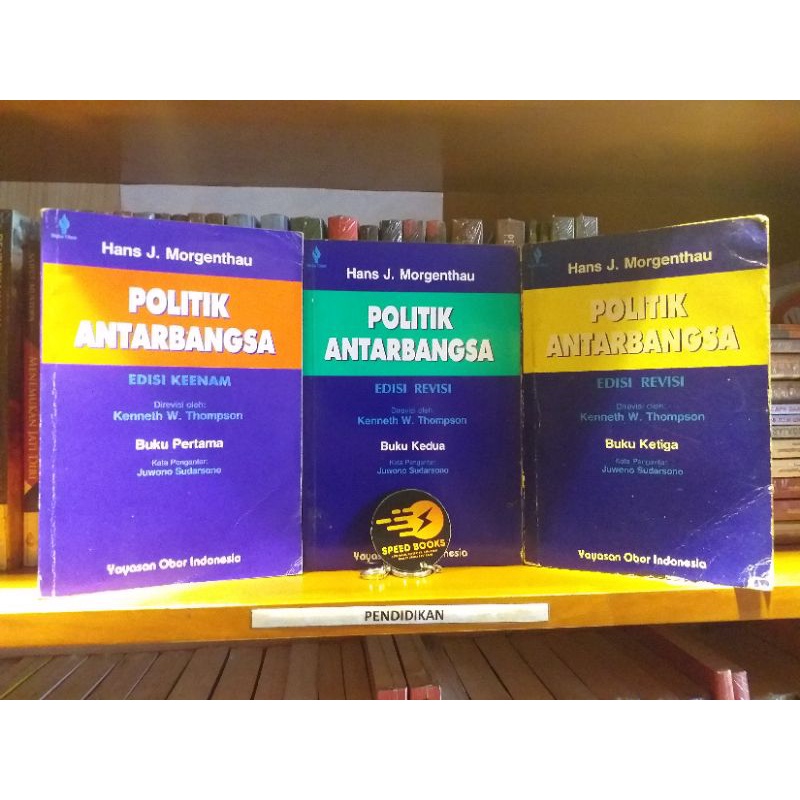 Hans J. Morgenthau
POLITIK
ANTARBANGSA
EDISI KEENAM
Direvisi oleh:
Kenneth W. Thompson
Buku Pertama
Kata Pengantar:
Juwono Sudarsono
Yayasan Obor Indonesia
Hans J. Morgenthau
POLITIK
ANTARBANGSA
EDISI REVISI
Direvisi oleh:
Kenneth W. Thompson
Buku Kedua
Kata Pengantar:
Juwono Sudarsono
Hans J. Morgenthau
POLITIK
ANTARBANGSA
EDISI REVISI
Direvisi oleh:
Kenneth W. Thompson
Buku Ketiga
Kata Pengantar:
Juwono Sudarsono
Yayasan Obor Indonesia
SPEED BOOKS
PENDIDIKAN
MENEMUKAN JATI DIRI